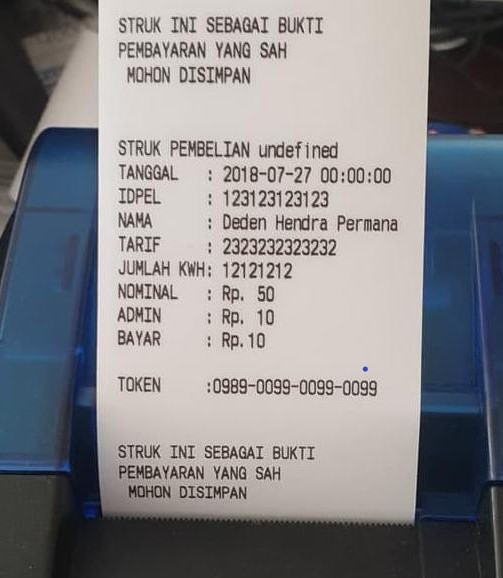 STRUK INI SEBAGAI BUKTI
PEMBAYARAN YANG SAH
MOHON DISIMPAN
STRUK PEMBELIAN undefined
TANGGAL : 2018-07-27 00:00:00
IDPEL : 123123123123
NAMA : Deden Hendra Permana
TARIF : 2323232323232
JUMLAH KWH: 12121212
NOMINAL : Rp. 50
ADMIN : Rp. 10
BAYAR : Rp.10
TOKEN :0989-0099-0099-0099
STRUK INI SEBAGAI BUKTI
PEMBAYARAN YANG SAH
MOHON DISIMPAN